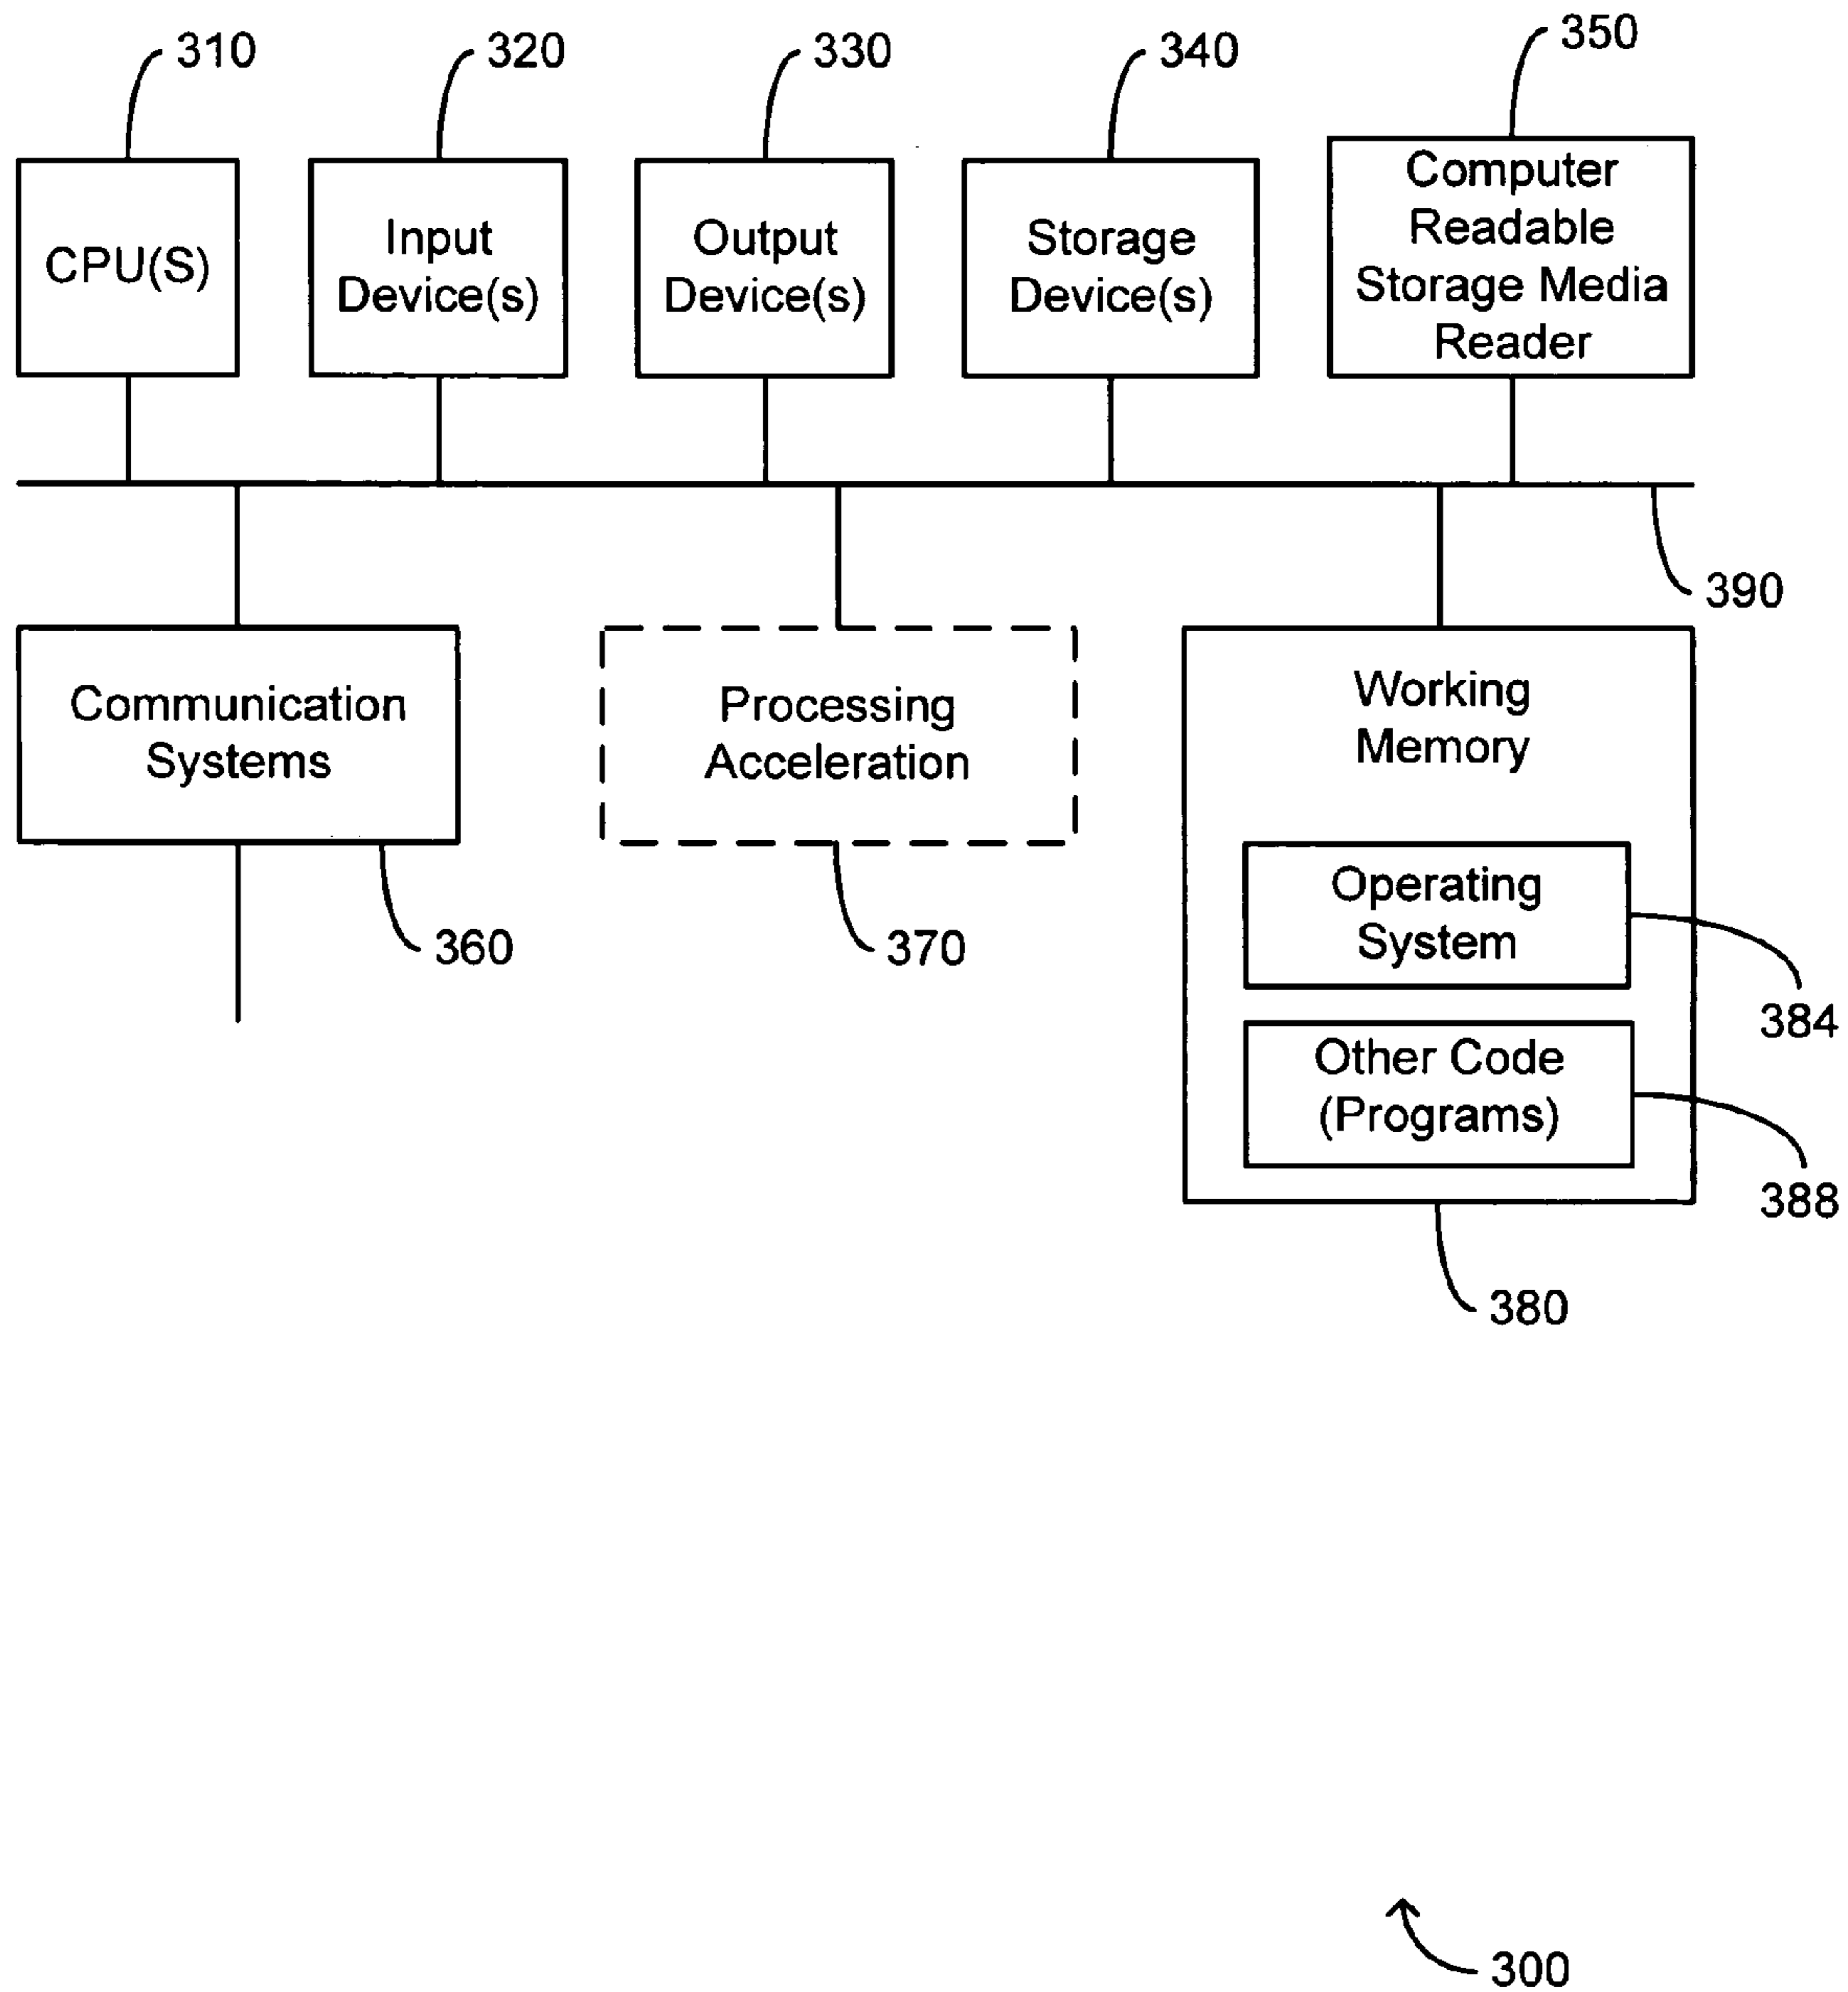 310
320
330
340
350
CPU(S)
Input
Device(s)
Output
Device(s)
Storage
Device(s)
Computer
Readable
Storage Media
Reader
390
Communication
Systems
Processing
Acceleration
Working
Memory
Operating
System
360
370
384
Other Code
(Programs)
388
380
300